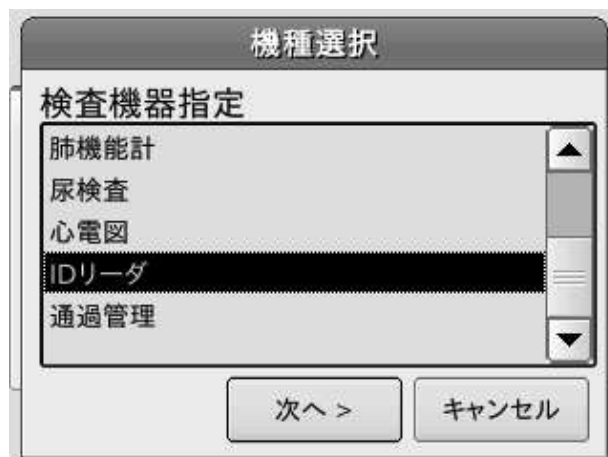 機種選択
検査機器指定
肺機能計
尿検査
心電図
IDリーダ
通過管理
次へ >
キャンセル